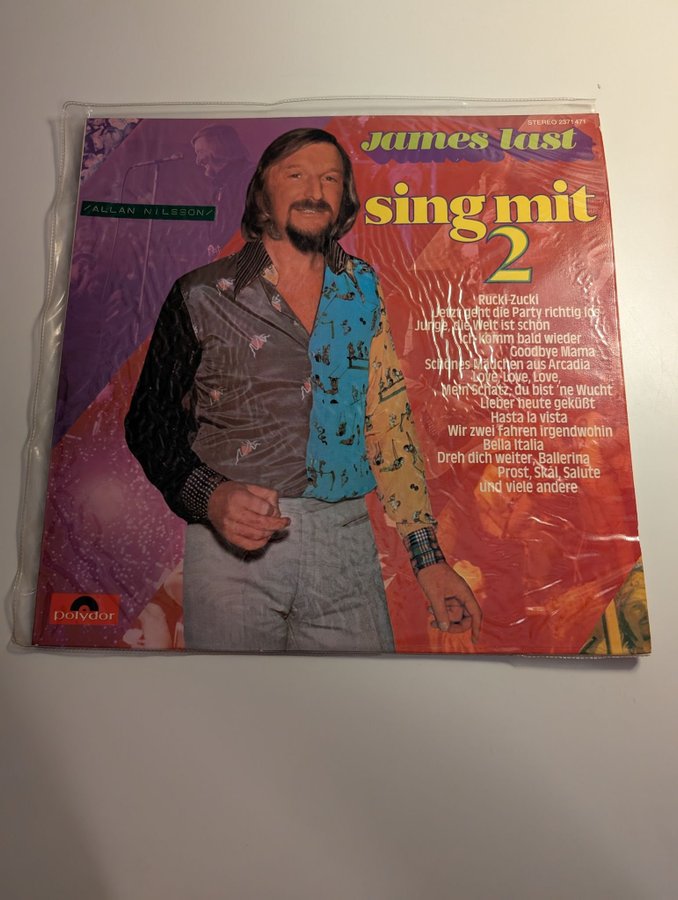 STEREO 2371 471
james last
sing mit
2
/ALLAN NILSSON/
Rucki-Zucki
Jetzt geht die Party richtig los
Junge, die Welt ist schön
Ich komm bald wieder
Goodbye Mama
Schönes Mädchen aus Arcadia
Love, Love, Love,
Mein Schatz, du bist 'ne Wucht
Lieber heute geküßt
Hasta la vista
Wir zwei fahren irgendwohin
Bella Italia
Dreh dich weiter, Ballerina
Prost, Skål, Salute
und viele andere
polydor